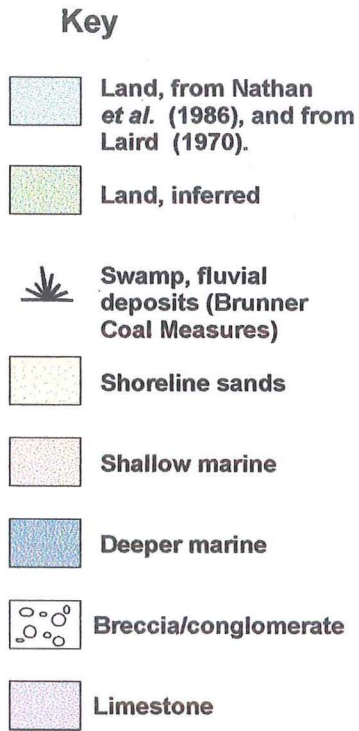 Key
Land, from Nathan
et al. (1986), and from
Laird (1970).
Land, inferred
Swamp, fluvial
deposits (Brunner
Coal Measures)
Shoreline sands
Shallow marine
Deeper marine
Breccia/conglomerate
Limestone